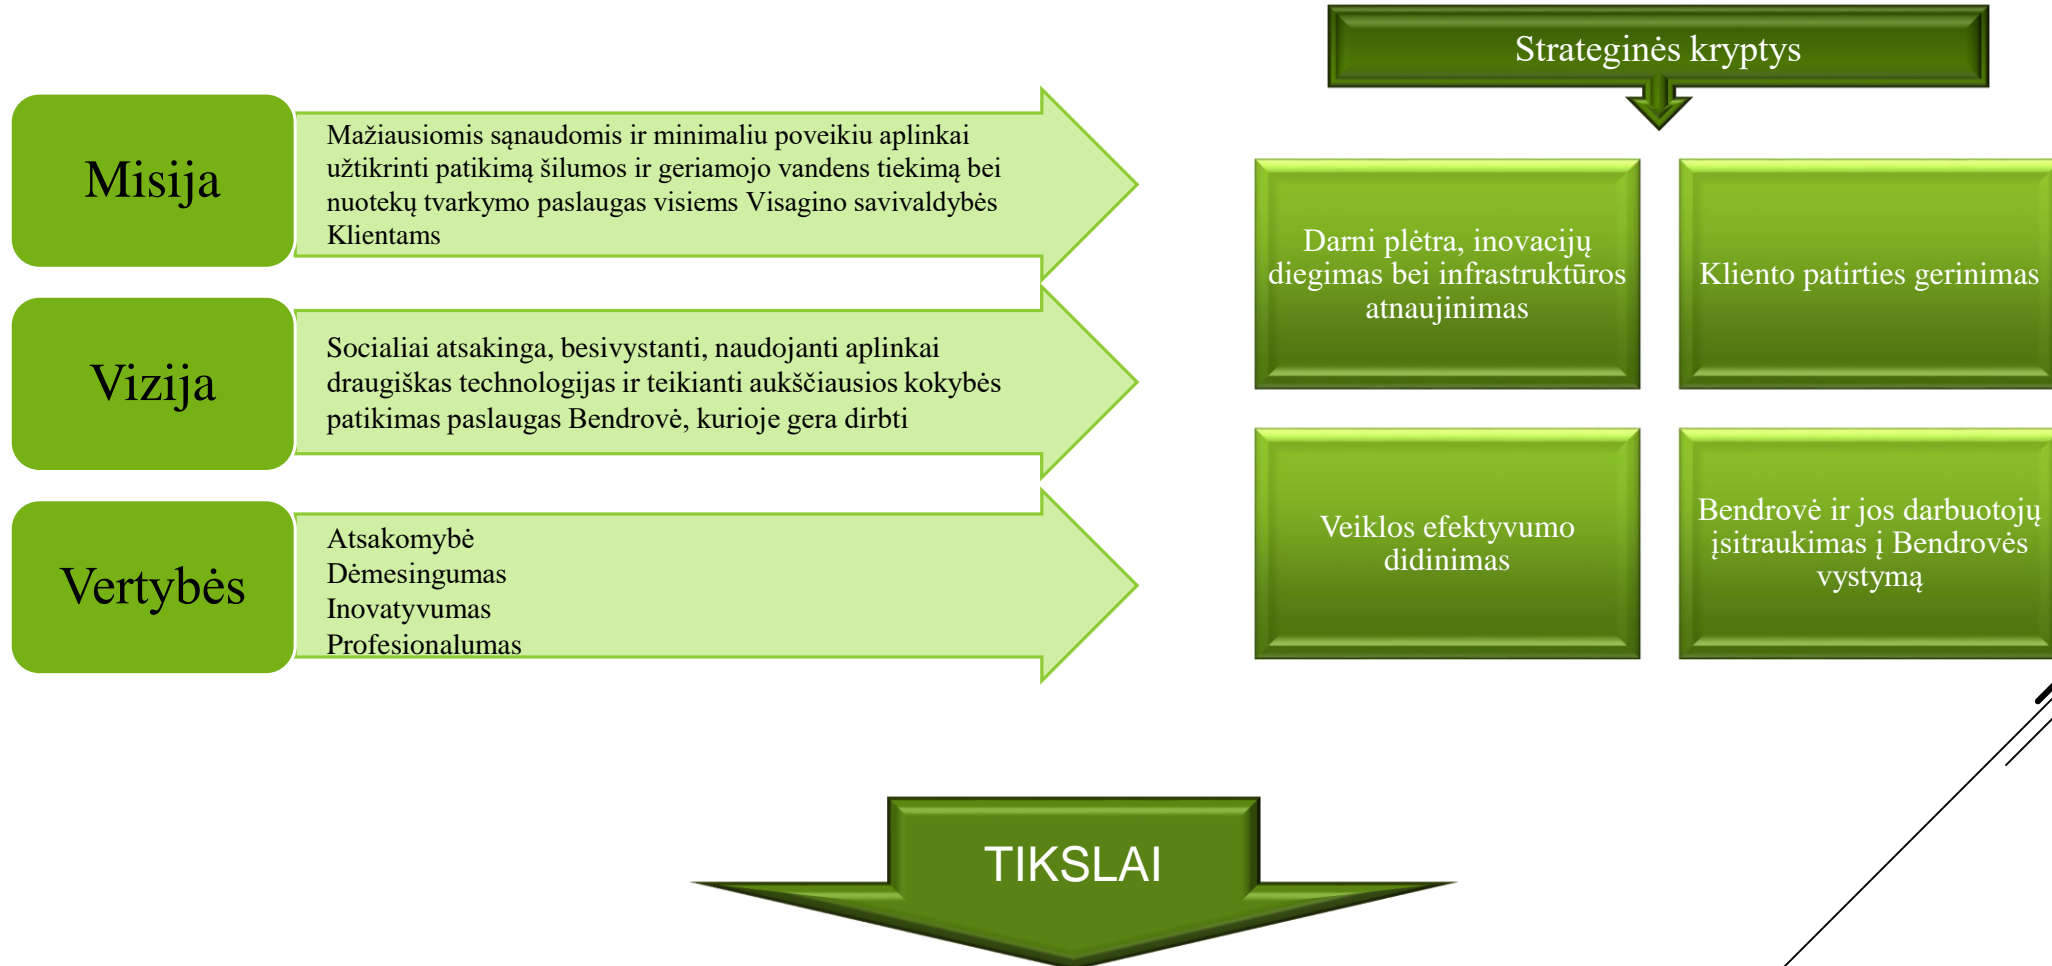 Misija
Mažiausiomis sąnaudomis ir minimaliu poveikiu aplinkai
užtikrinti patikimą šilumos ir geriamojo vandens tiekimą bei
nuotekų tvarkymo paslaugas visiems Visagino savivaldybės
Klientams
Vizija
Socialiai atsakinga, besivystanti, naudojanti aplinkai
draugiškas technologijas ir teikianti aukščiausios kokybės
patikimas paslaugas Bendrovė, kurioje gera dirbti
Vertybės
Atsakomybė
Dėmesingumas
Inovatyvumas
Profesionalumas
Strateginės kryptys
Darni plėtra, inovacijų
diegimas bei infrastruktūros
atnaujinimas
Kliento patirties gerinimas
Veiklos efektyvumo
didinimas
Bendrovė ir jos darbuotojų
įsitraukimas į Bendrovės
vystymą
TIKSLAI